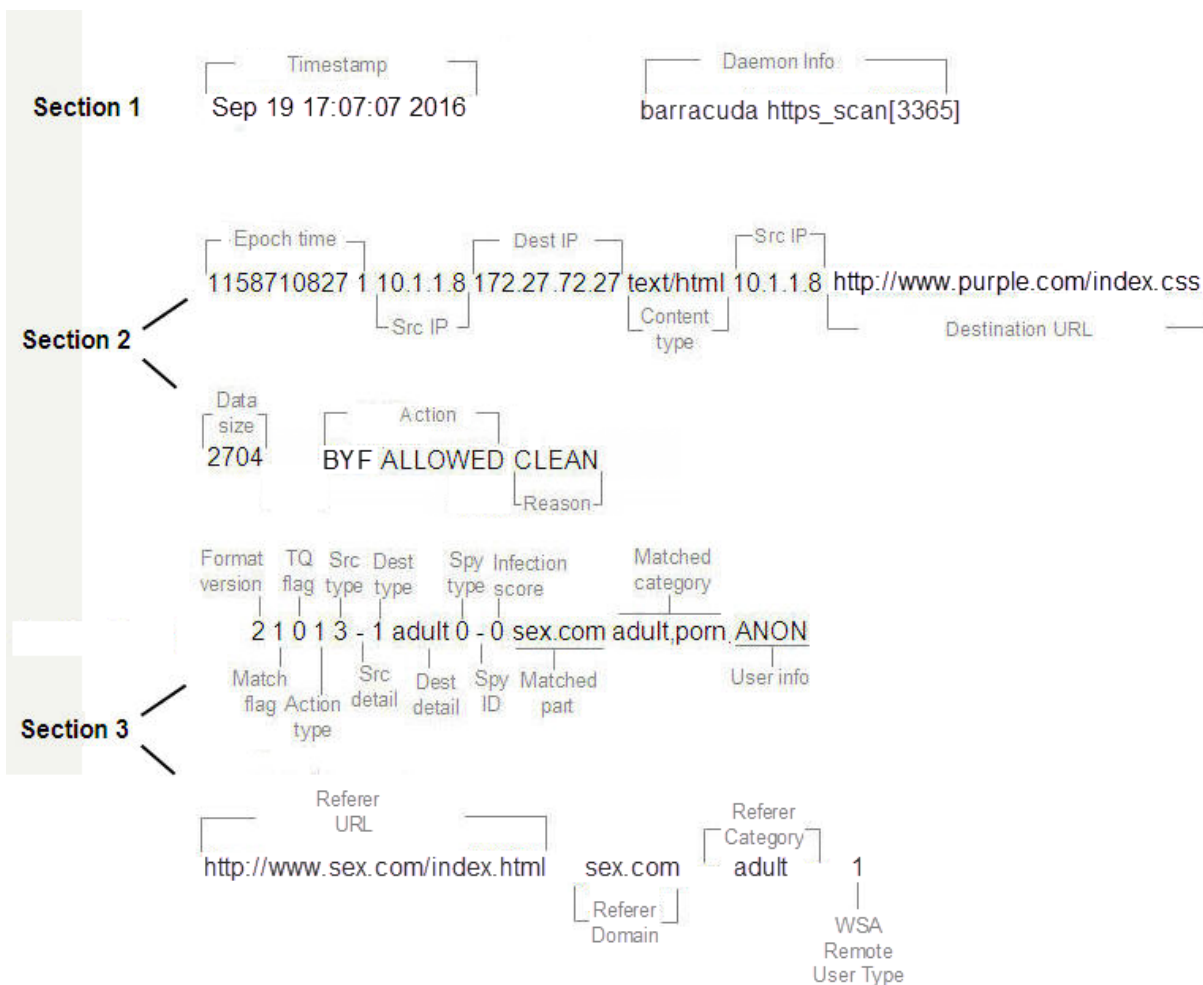 Timestamp
Daemon Info
Section 1
Sep 19 17:07:07 2016
barracuda https_scan[3365]
Epoch time
Dest IP
Src IP
1158710827 1 10.1.1.8 172.27.72.27 text/html 10.1.1.8 http://www.purple.com/index.css
Src IP
Content type
Destination URL
Section 2
Data size
Action
2704
BYF ALLOWED CLEAN
Reason
Format version
TQ flag
Src type
Dest type
Spy type
Infection score
Matched category
2 1 0 1 3 - 1 adult 0 - 0 sex.com adult,porn ANON
Match flag
Action type
Src detail
Dest detail
Spy ID
Matched part
User info
Section 3
Referer URL
Referer Category
http://www.sex.com/index.html sex.com adult 1
Referer Domain
WSA Remote User Type